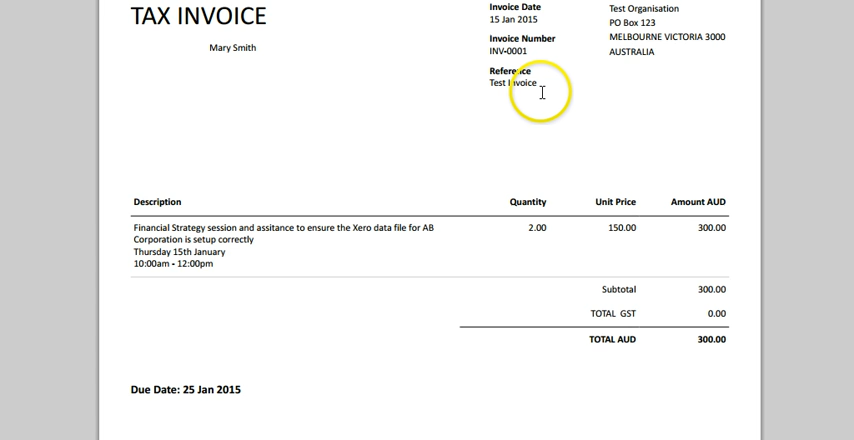 TAX INVOICE
Mary Smith
Invoice Date
15 Jan 2015
Invoice Number
INV-0001
Reference
Test Invoice
Test Organisation
PO Box 123
MELBOURNE VICTORIA 3000
AUSTRALIA
Description Quantity Unit Price Amount AUD
Financial Strategy session and assitance to ensure the Xero data file for AB 2.00 150.00 300.00
Corporation is setup correctly
Thursday 15th January
10:00am - 12:00pm
Subtotal 300.00
TOTAL GST 0.00
TOTAL AUD 300.00
Due Date: 25 Jan 2015